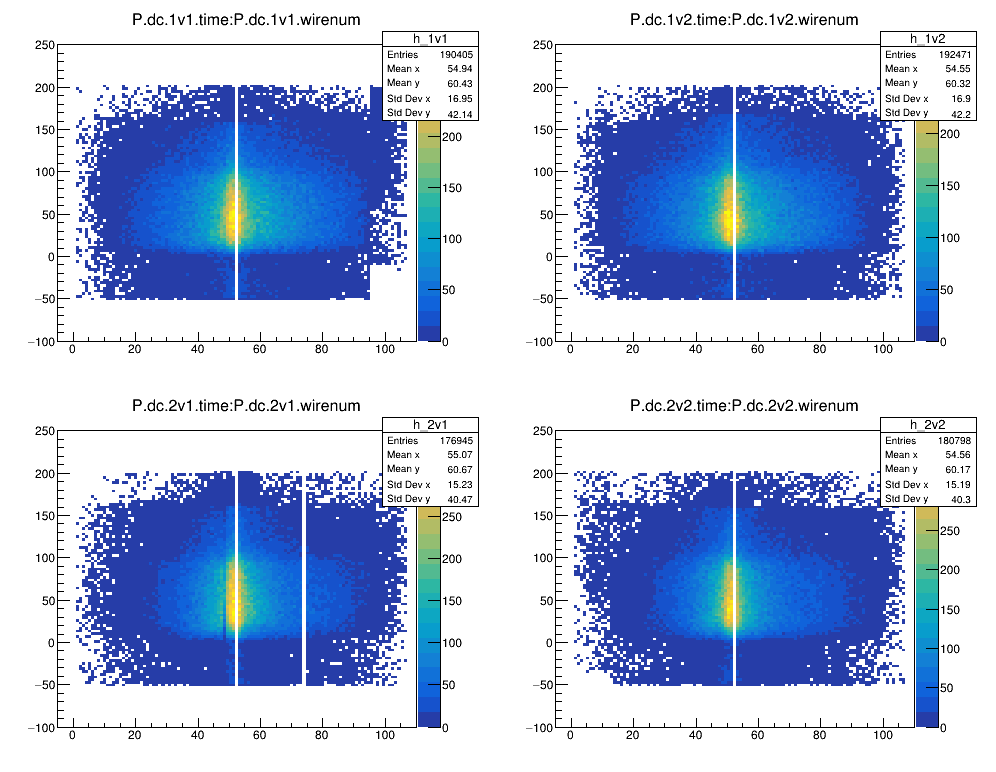 P.dc.1v1.time:P.dc.1v1.wirenum
h_1v1
Entries 190405
Mean x 54.94
Mean y 60.43
Std Dev x 16.95
Std Dev y 42.14
250
200
150
100
50
0
−50
−100
0 20 40 60 80 100
200
150
100
50
0
P.dc.1v2.time:P.dc.1v2.wirenum
h_1v2
Entries 192471
Mean x 54.55
Mean y 60.32
Std Dev x 16.9
Std Dev y 42.2
250
200
150
100
50
0
−50
−100
0 20 40 60 80 100
200
150
100
50
0
P.dc.2v1.time:P.dc.2v1.wirenum
h_2v1
Entries 176945
Mean x 55.07
Mean y 60.67
Std Dev x 15.23
Std Dev y 40.47
250
200
150
100
50
0
−50
−100
0 20 40 60 80 100
250
200
150
100
50
0
P.dc.2v2.time:P.dc.2v2.wirenum
h_2v2
Entries 180798
Mean x 54.56
Mean y 60.17
Std Dev x 15.19
Std Dev y 40.3
250
200
150
100
50
0
−50
−100
0 20 40 60 80 100
250
200
150
100
50
0